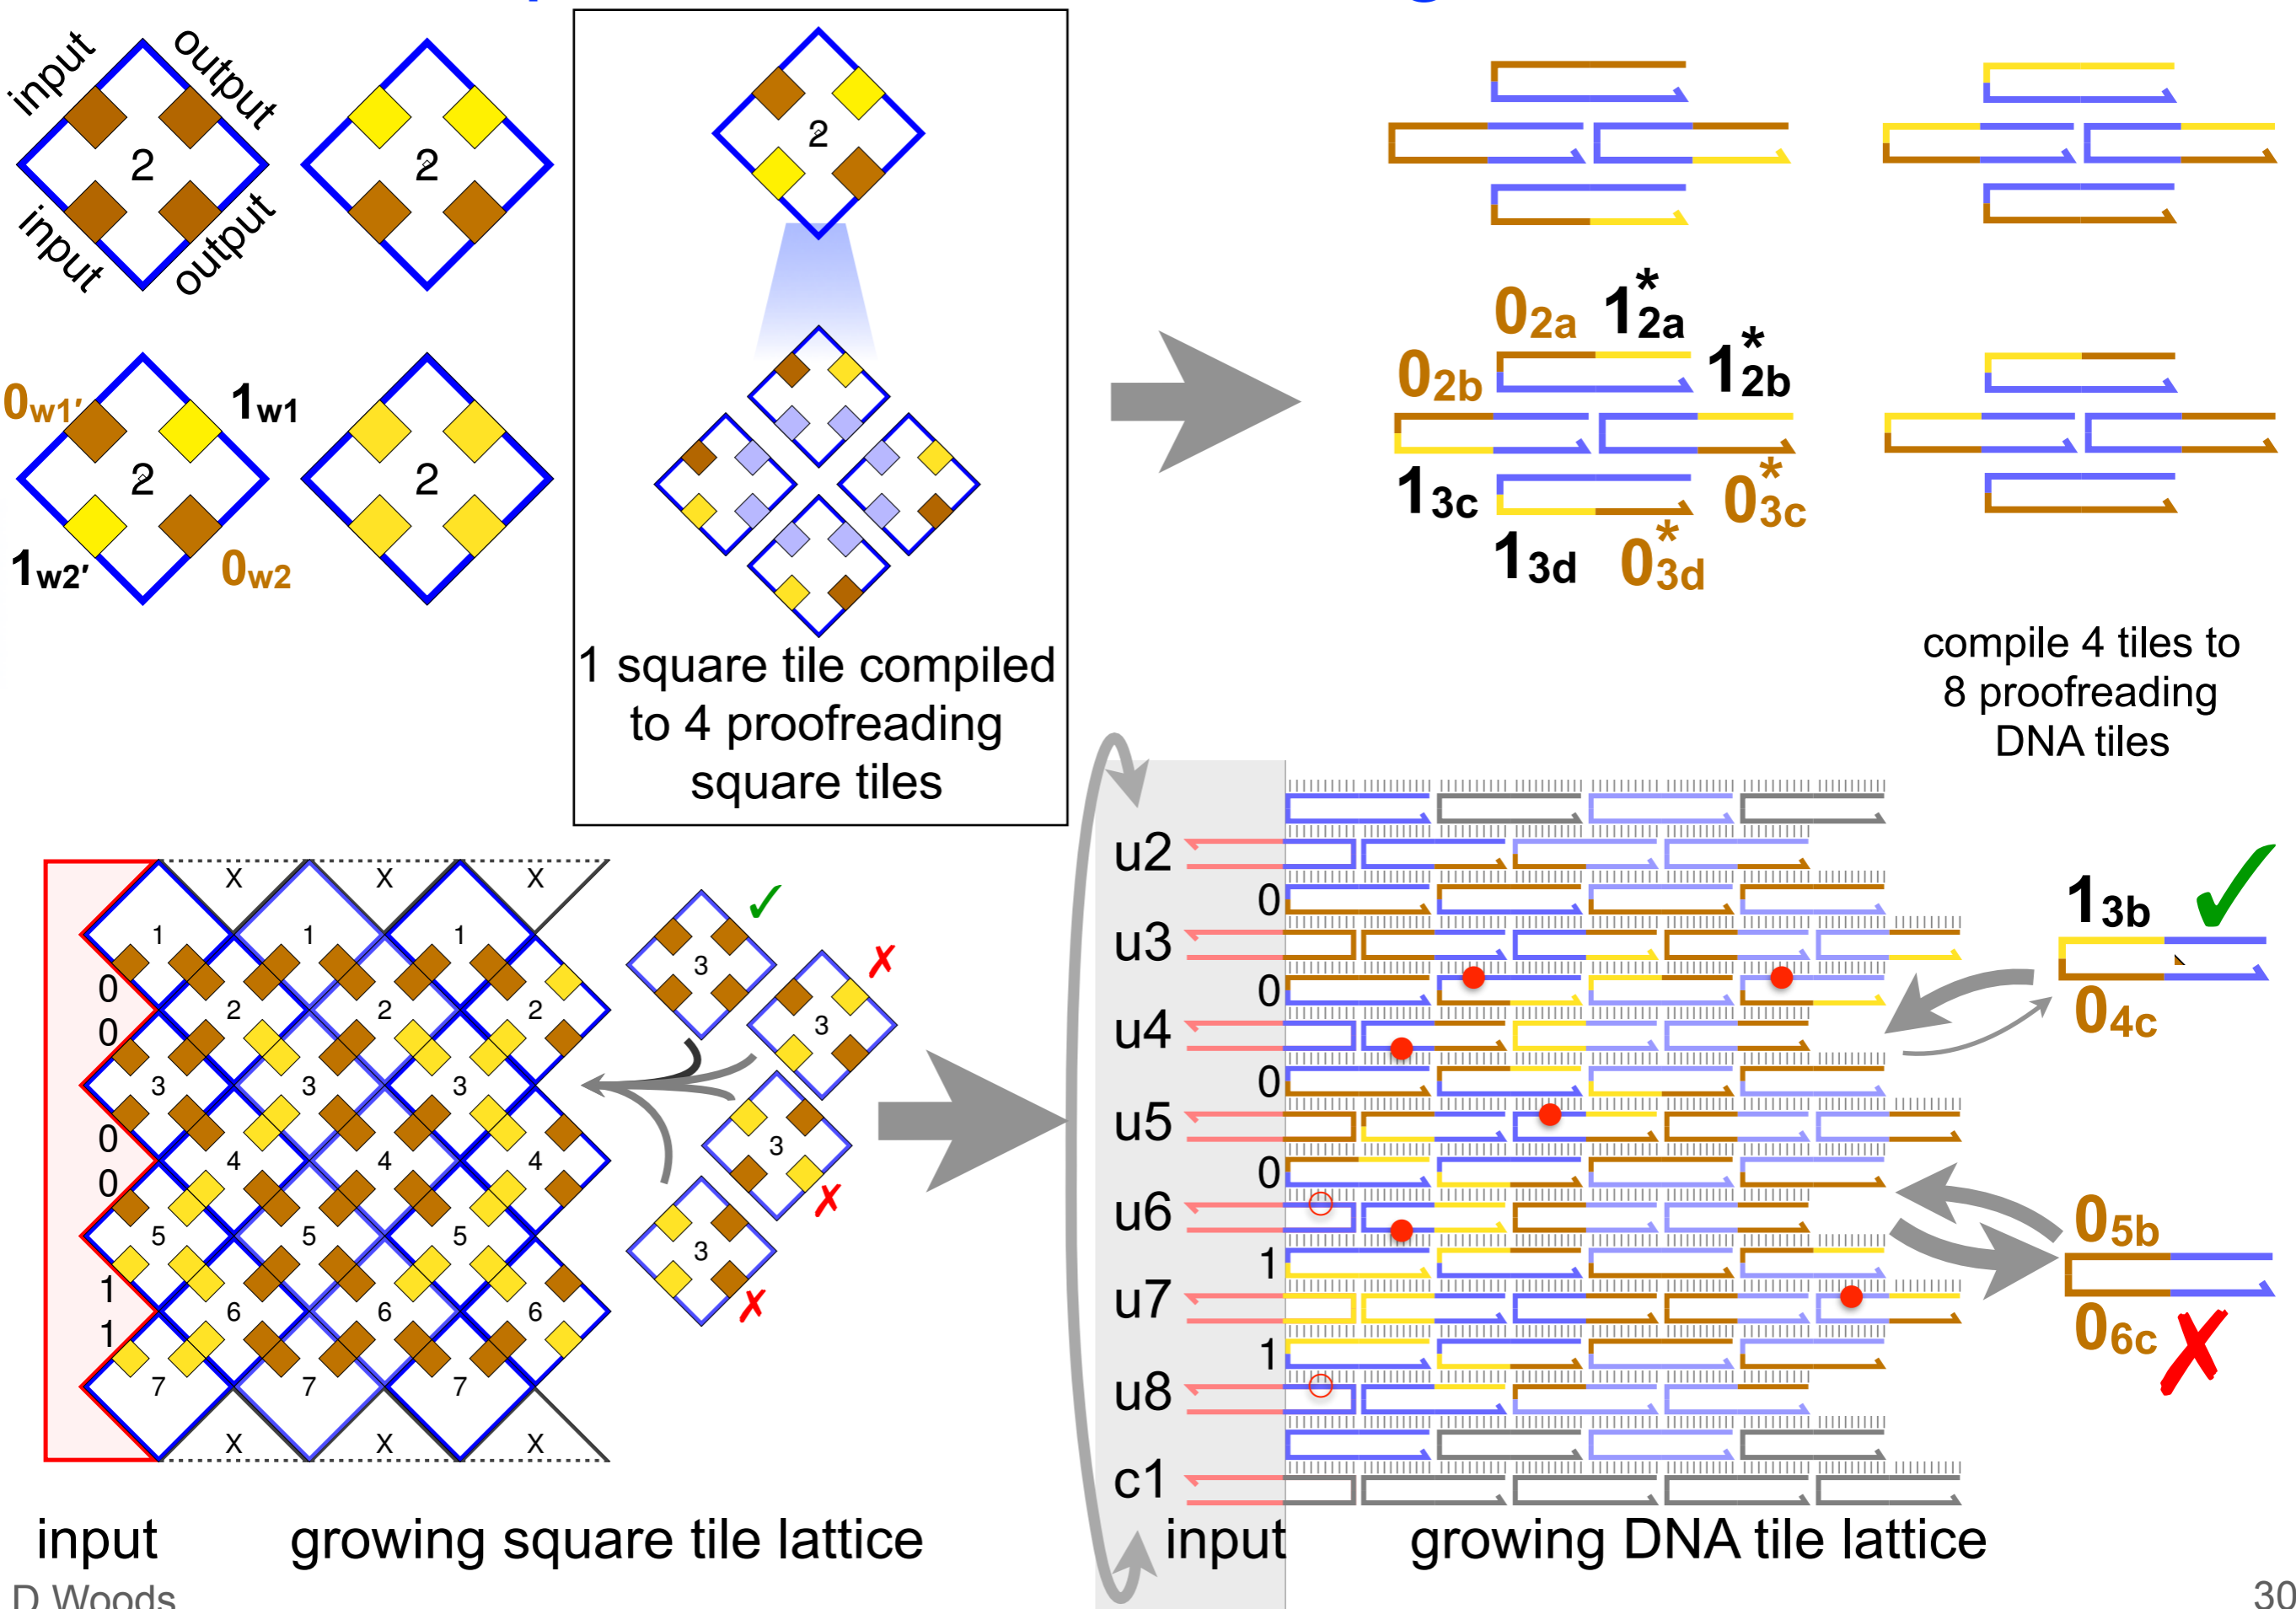 input
output
input
output
2
2
2
0w1′
1w1
2
2
1w2′
0w2
1 square tile compiled
to 4 proofreading
square tiles
02a
1*2a
02b
1*2b
13c
0*3c
13d
0*3d
compile 4 tiles to
8 proofreading
DNA tiles
x
x
x
1
1
1
0
2
2
2
0
3
3
3
0
4
4
4
0
5
5
5
1
6
6
6
1
7
7
7
x
x
x
3
3
3
3
✓
✗
✗
✗
u2
0
u3
0
u4
0
u5
0
u6
1
u7
1
u8
c1
13b
✓
04c
05b
06c
✗
input
growing square tile lattice
input
growing DNA tile lattice
D Woods
30